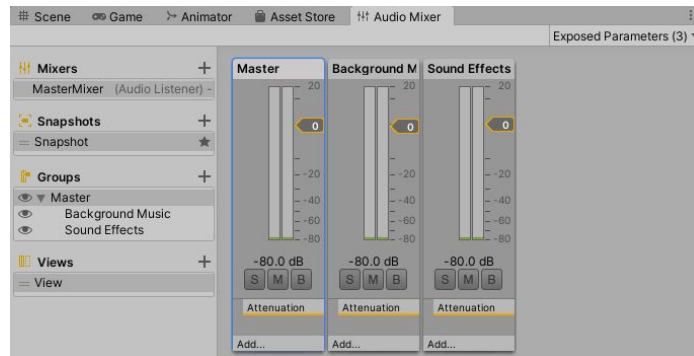 Scene Game Animator Asset Store Audio Mixer
Exposed Parameters (3)
Mixers +
MasterMixer (Audio Listener) -
Snapshots +
Snapshot
Groups +
Master
Background Music
Sound Effects
Views +
View
Master Background M Sound Effects
20 20 20
0 0 0
-20 -20 -20
-40 -40 -40
-60 -60 -60
-80 -80 -80
-80.0 dB -80.0 dB -80.0 dB
S M B S M B S M B
Attenuation Attenuation Attenuation
Add... Add... Add...